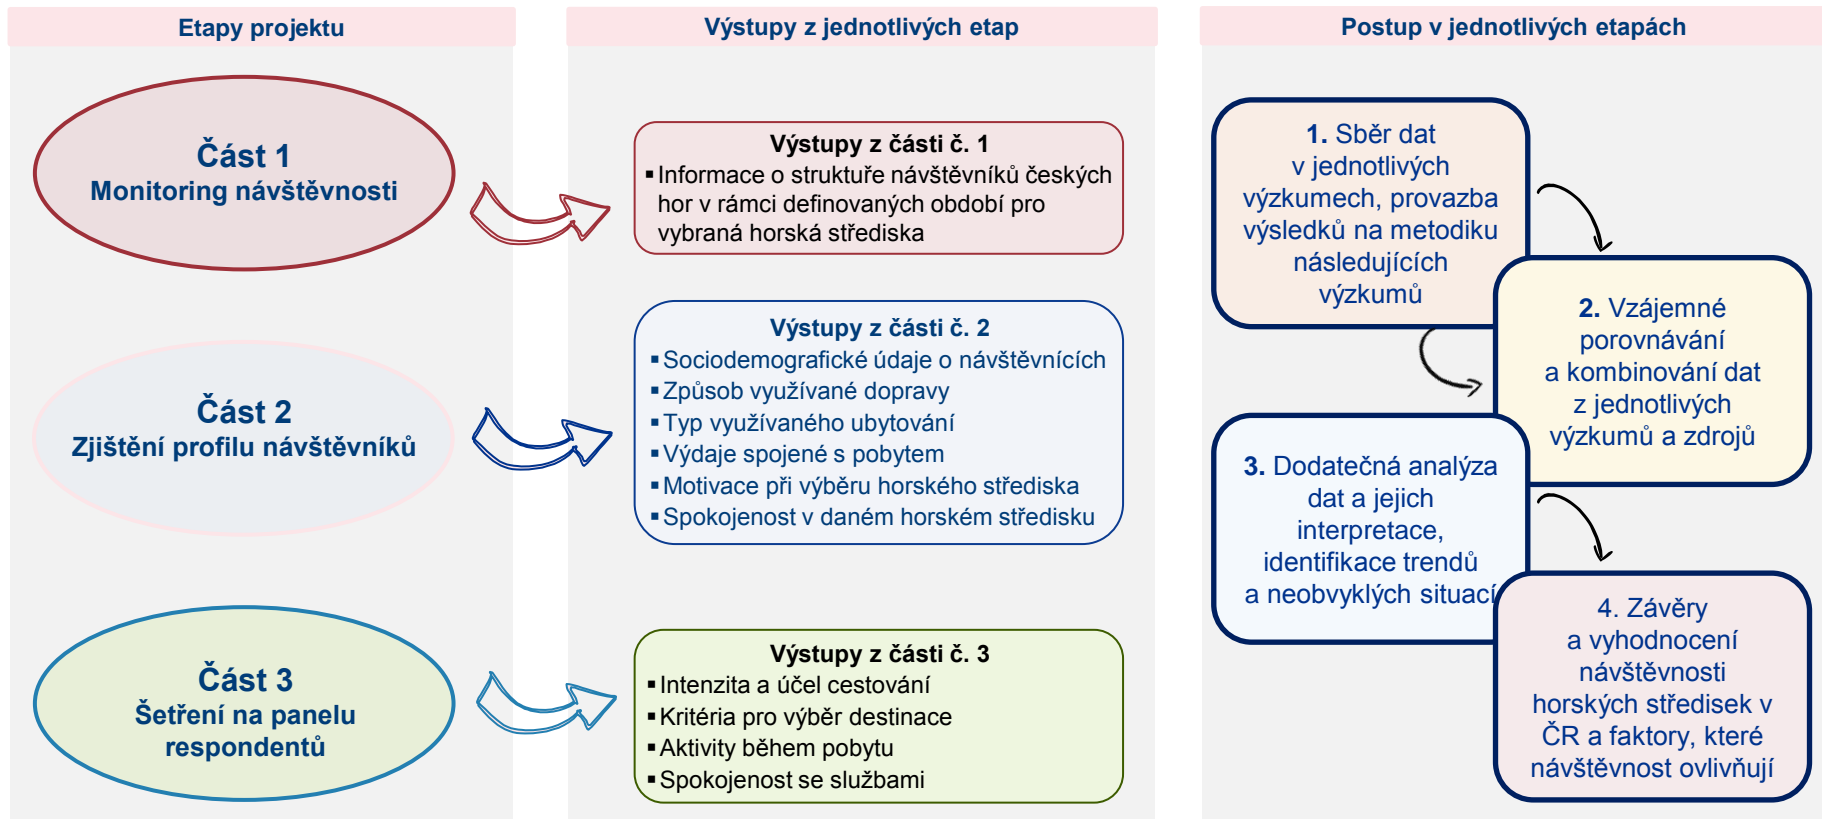 Etapy projektu
Výstupy z jednotlivých etap
Postup v jednotlivých etapách
Část 1
Monitoring návštěvnosti
Výstupy z části č. 1
▪ Informace o struktuře návštěvníků českých
hor v rámci definovaných období pro
vybraná horská střediska
Část 2
Zjištění profilu návštěvníků
Výstupy z části č. 2
▪ Sociodemografické údaje o návštěvnících
▪ Způsob využívané dopravy
▪ Typ využívaného ubytování
▪ Výdaje spojené s pobytem
▪ Motivace při výběru horského střediska
▪ Spokojenost v daném horském středisku
Část 3
Šetření na panelu
respondentů
Výstupy z části č. 3
▪ Intenzita a účel cestování
▪ Kritéria pro výběr destinace
▪ Aktivity během pobytu
▪ Spokojenost se službami
1. Sběr dat
v jednotlivých
výzkumech, provazba
výsledků na metodiku
následujících
výzkumů
2. Vzájemné
porovnávání
a kombinování dat
z jednotlivých
výzkumů a zdrojů
3. Dodatečná analýza
dat a jejich
interpretace,
identifikace trendů
a neobvyklých situací
4. Závěry
a vyhodnocení
návštěvnosti
horských středisek v
ČR a faktory, které
návštěvnost ovlivňují